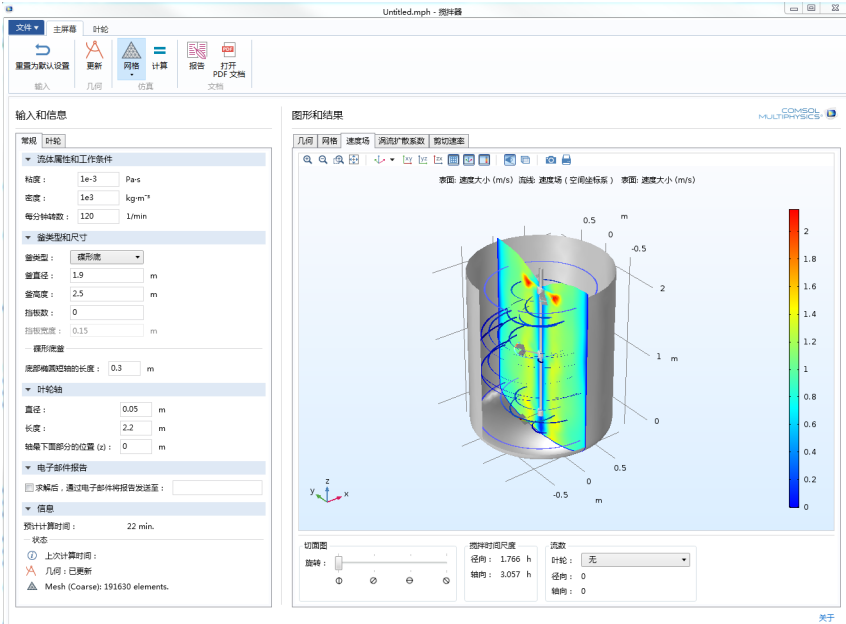 Untitled.mph - 搅拌器
文件 主屏幕 叶轮
重置为默认设置 更新 网格 计算 报告 打开
PDF 文档
输入 几何 仿真 文档
输入和信息
常规 叶轮
流体属性和工作条件
粘度： 1e-3 Pa·s
密度： 1e3 kg·m⁻³
每分钟转数： 120 1/min
釜类型和尺寸
釜类型： 碟形底
釜直径： 1.9 m
釜高度： 2.5 m
挡板数： 0
挡板宽度： 0.15 m
碟形底釜
底部椭圆短轴的长度： 0.3 m
叶轮轴
直径： 0.05 m
长度： 2.2 m
轴最下面部分的位置 (z)： 0 m
电子邮件报告
求解后，通过电子邮件将报告发送至：
信息
预计计算时间： 22 min.
状态
上次计算时间：
几何：已更新
Mesh (Coarse): 191630 elements.
图形和结果
COMSOL
MULTIPHYSICS
几何 网格 速度场 涡流扩散系数 剪切速率
xy yz zx
表面: 速度大小 (m/s) 流线: 速度场 ( 空间坐标系 ) 表面: 速度大小 (m/s)
0.5 m
0
-0.5
2
1 m
0
0.5
0
-0.5
m
2
1.8
1.6
1.4
1.2
1
0.8
0.6
0.4
0.2
0
z
y x
切面图
旋转：
搅拌时间尺度
径向： 1.766 h
轴向： 3.057 h
流数
叶轮： 无
径向： 0
轴向： 0
关于